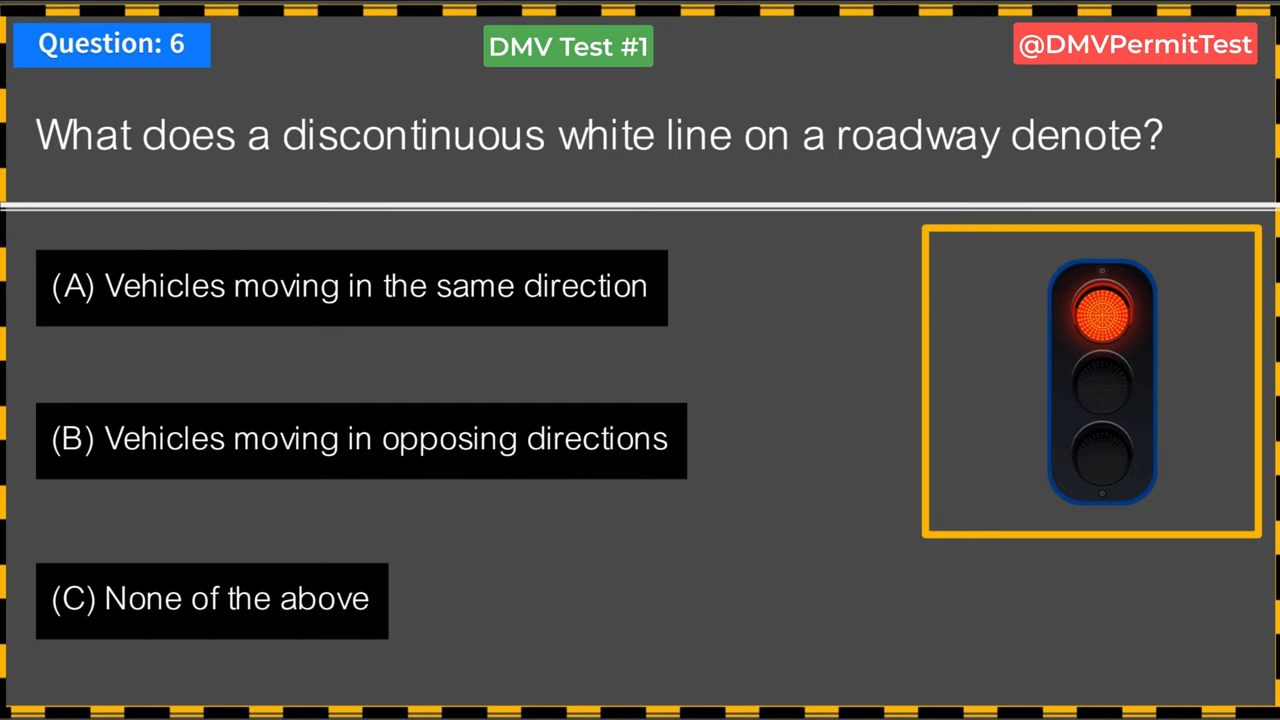 Question: 6
DMV Test #1
@DMVPermitTest
What does a discontinuous white line on a roadway denote?
(A) Vehicles moving in the same direction
(B) Vehicles moving in opposing directions
(C) None of the above